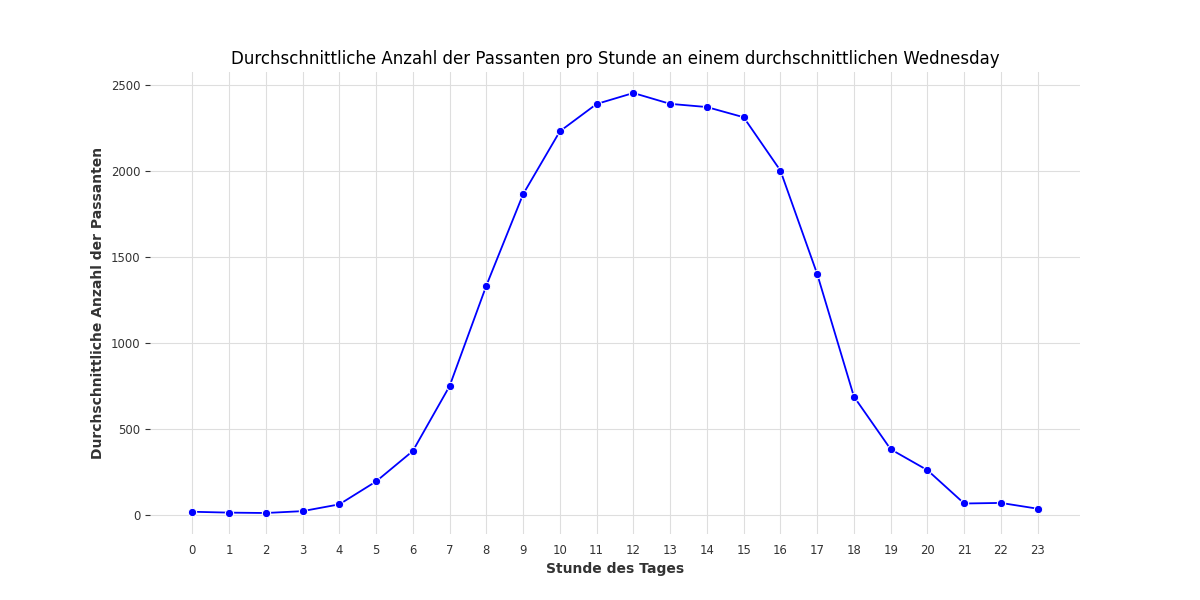 Durchschnittliche Anzahl der Passanten pro Stunde an einem durchschnittlichen Wednesday
Durchschnittliche Anzahl der Passanten
2500
2000
1500
1000
500
0
0 1 2 3 4 5 6 7 8 9 10 11 12 13 14 15 16 17 18 19 20 21 22 23
Stunde des Tages